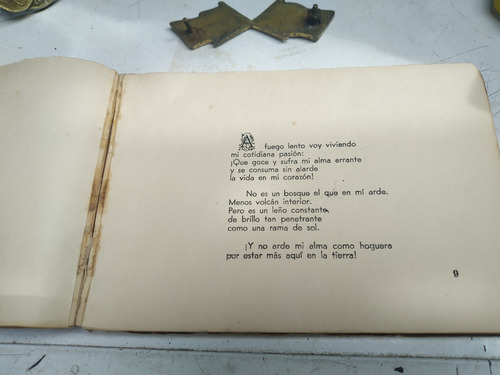 A fuego lento voy viviendo
mi cotidiana pasión:
¡Que goce y sufra mi alma errante
y se consuma sin alarde
la vida en mi corazón!
No es un bosque el que en mí arde.
Menos volcán interior.
Pero es un leño constante,
de brillo tan penetrante
como una rama de sol.
¡Y no arde mi alma como hoguera
por estar más aquí en la tierra!
9